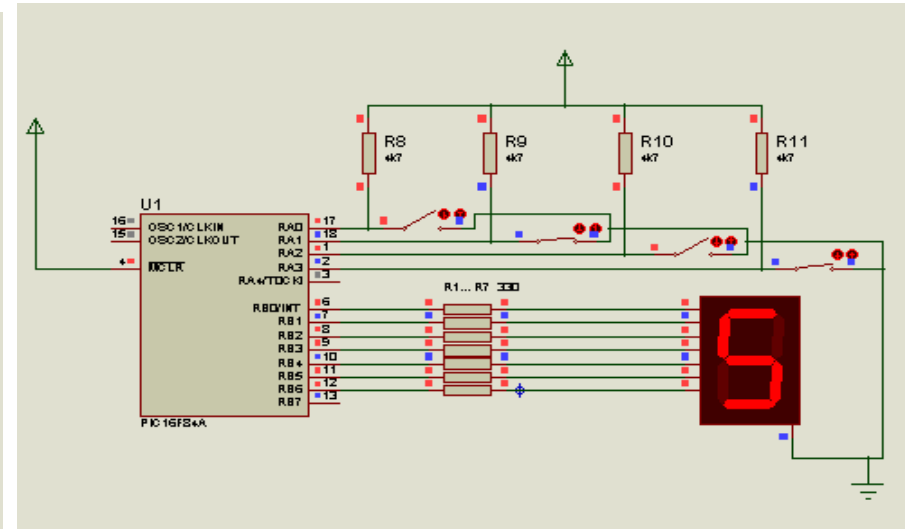 R8
4k7
R9
4k7
R10
4k7
R11
4k7
U1
16
OSC1/CLKIN
15
OSC2/CLKOUT
4
MCLR
RA0
17
RA1
18
RA2
1
RA3
2
RA4/T0CKI
3
RB0/INT
6
RB1
7
RB2
8
RB3
9
RB4
10
RB5
11
RB6
12
RB7
13
PIC16F84A
R1... R7 330
5